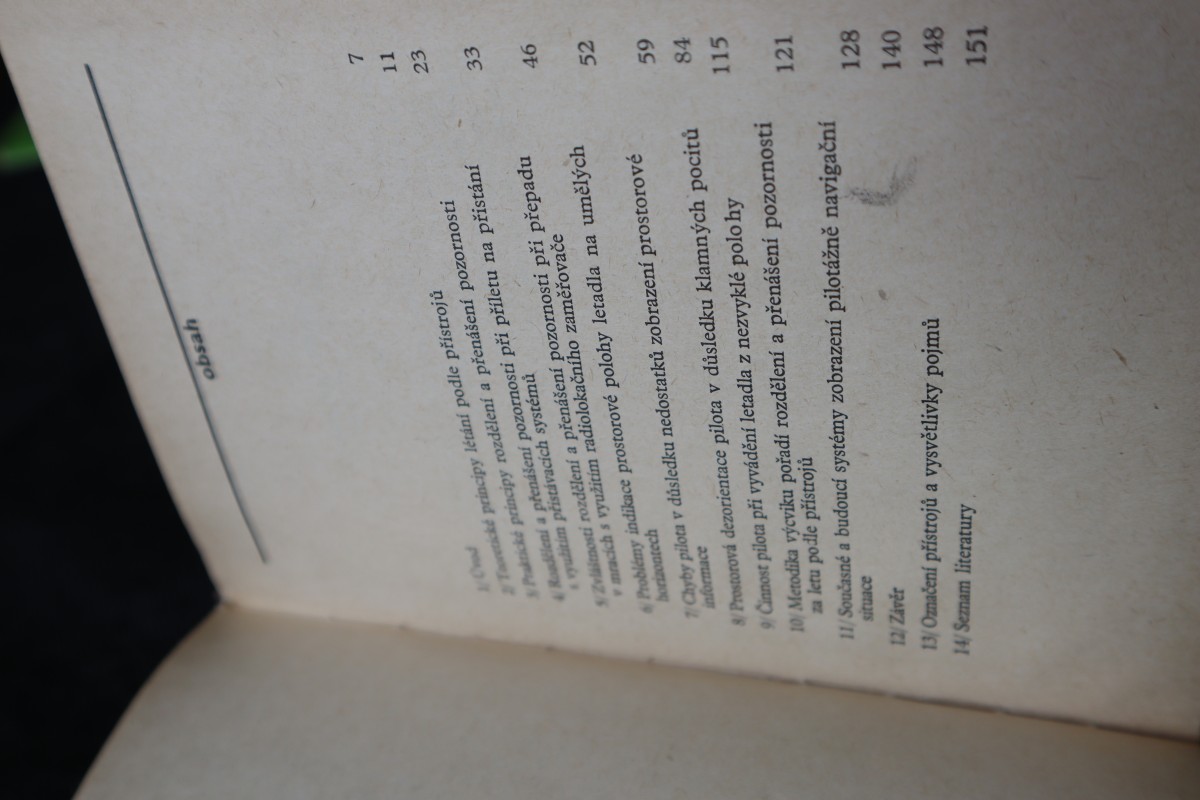 obsah
1/ Úvod 7
2/ Teoretické principy létání podle přístrojů 11
3/ Praktické principy rozdělení a přenášení pozornosti 23
4/ Rozdělení a přenášení pozornosti při příletu na přistání
s využitím přistávacích systémů 33
5/ Zvláštnosti rozdělení a přenášení pozornosti při přepadu
v mracích s využitím radiolokačního zaměřovače 46
6/ Problémy indikace prostorové polohy letadla na umělých
horizontech 52
7/ Chyby pilota v důsledku nedostatků zobrazení prostorové
informace 59
8/ Prostorová dezorientace pilota v důsledku klamných pocitů 84
9/ Činnost pilota při vyvádění letadla z nezvyklé polohy 115
10/ Metodika výcviku pořadí rozdělení a přenášení pozornosti
za letu podle přístrojů 121
11/ Současné a budoucí systémy zobrazení pilotážně navigační
situace 128
12/ Závěr 140
13/ Označení přístrojů a vysvětlivky pojmů 148
14/ Seznam literatury 151